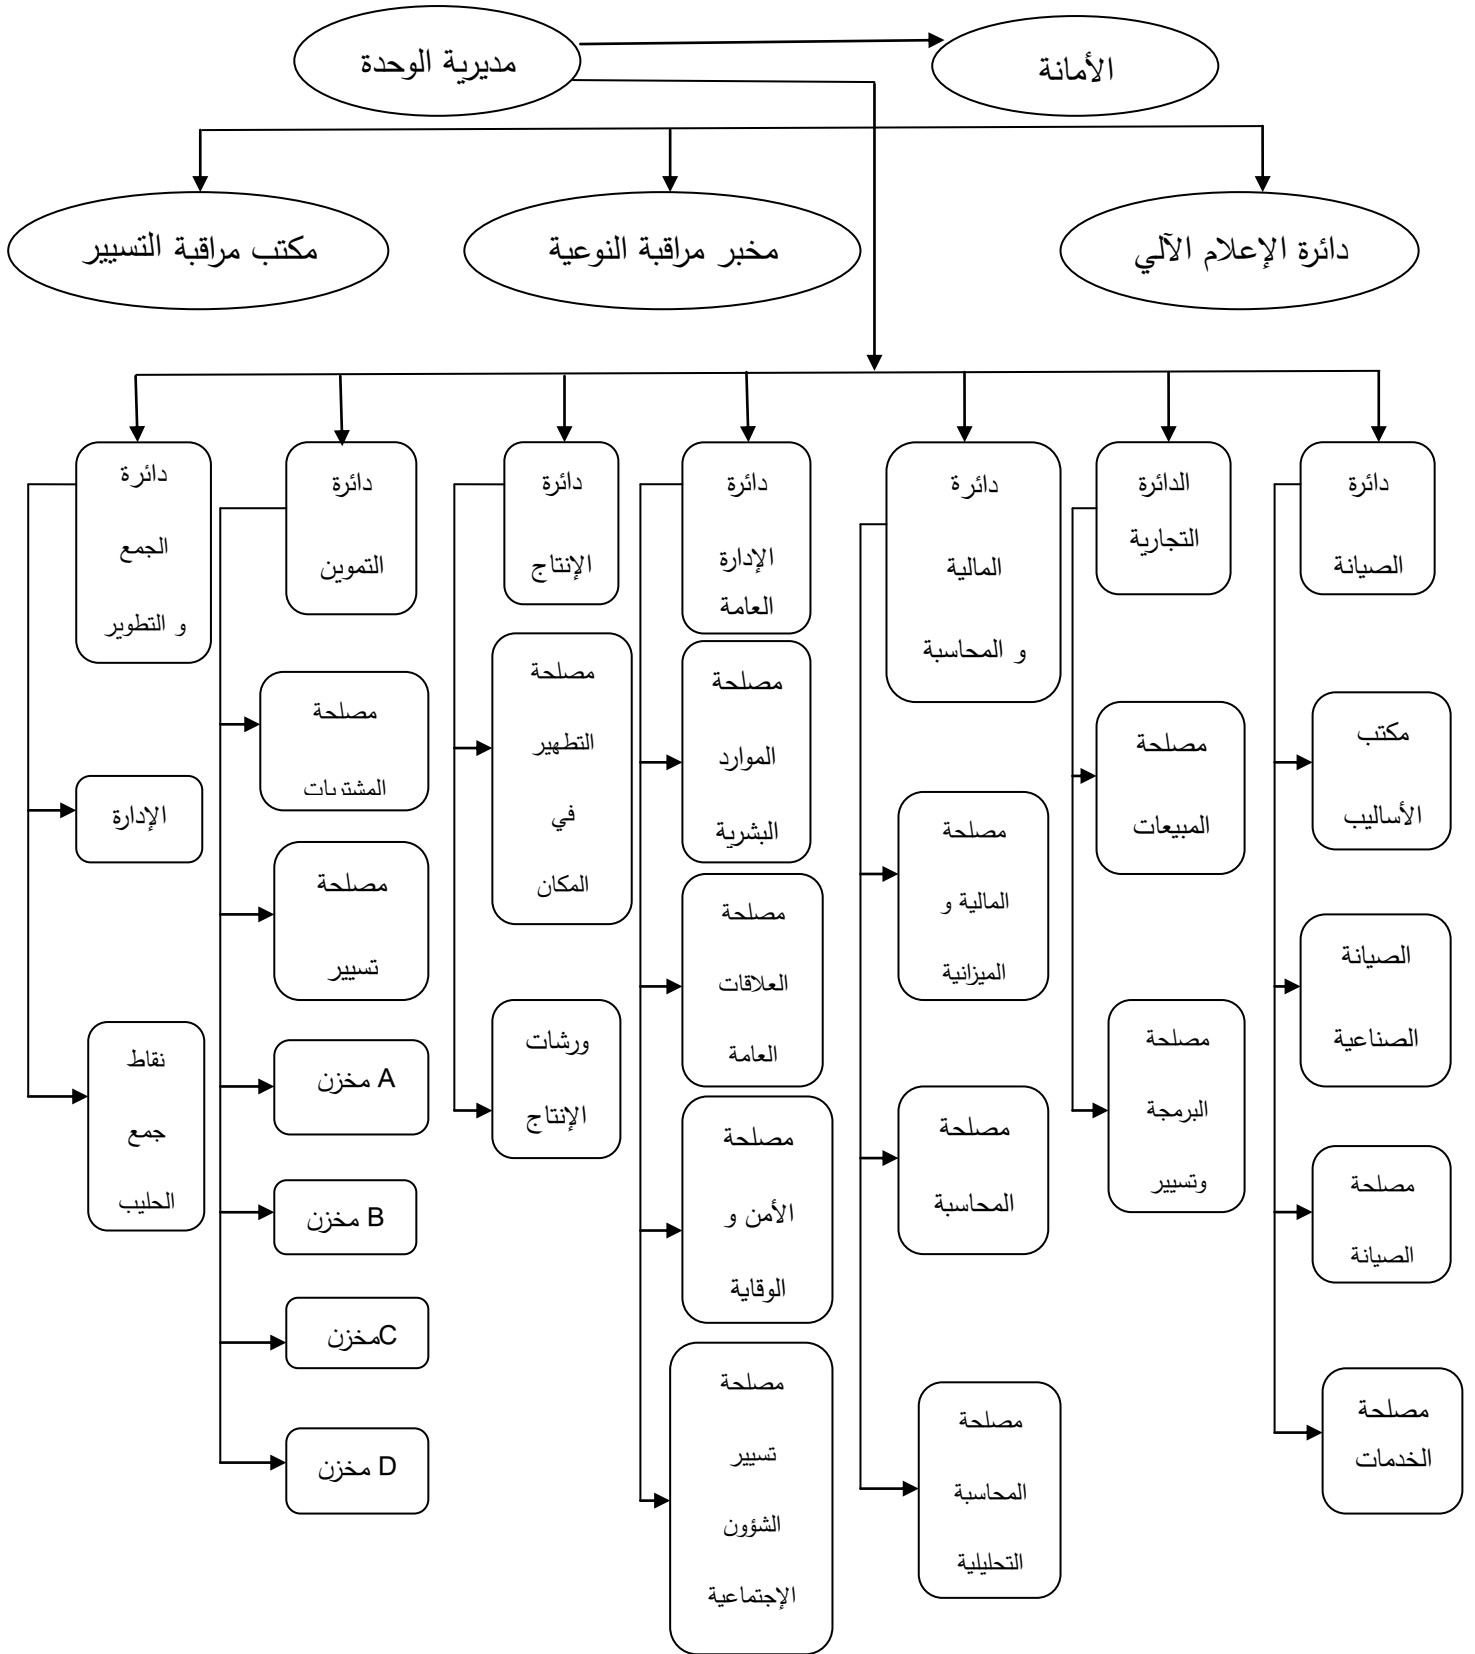 مديرية الوحدة
الأمانة
دائرة الإعلام الآلي
مخبر مراقبة النوعية
مكتب مراقبة التسيير
دائرة
الصيانة
الدائرة
التجارية
دائرة
المالية
و المحاسبة
دائرة
الإدارة
العامة
دائرة
الإنتاج
دائرة
التموين
دائرة
الجمع
و التطوير
مكتب
الأساليب
الصيانة
الصناعية
مصلحة
الصيانة
مصلحة
الخدمات
مصلحة
المبيعات
مصلحة
البرمجة
وتسيير
مصلحة
المالية و
الميزانية
مصلحة
المحاسبة
مصلحة
المحاسبة
التحليلية
مصلحة
الموارد
البشرية
مصلحة
العلاقات
العامة
مصلحة
الأمن و
الوقاية
مصلحة
تسيير
الشؤون
الإجتماعية
مصلحة
التطهير
في
المكان
ورشات
الإنتاج
مصلحة
المشتريات
مصلحة
تسيير
مخزن A
مخزن B
مخزنC
مخزن D
الإدارة
نقاط
جمع
الحليب